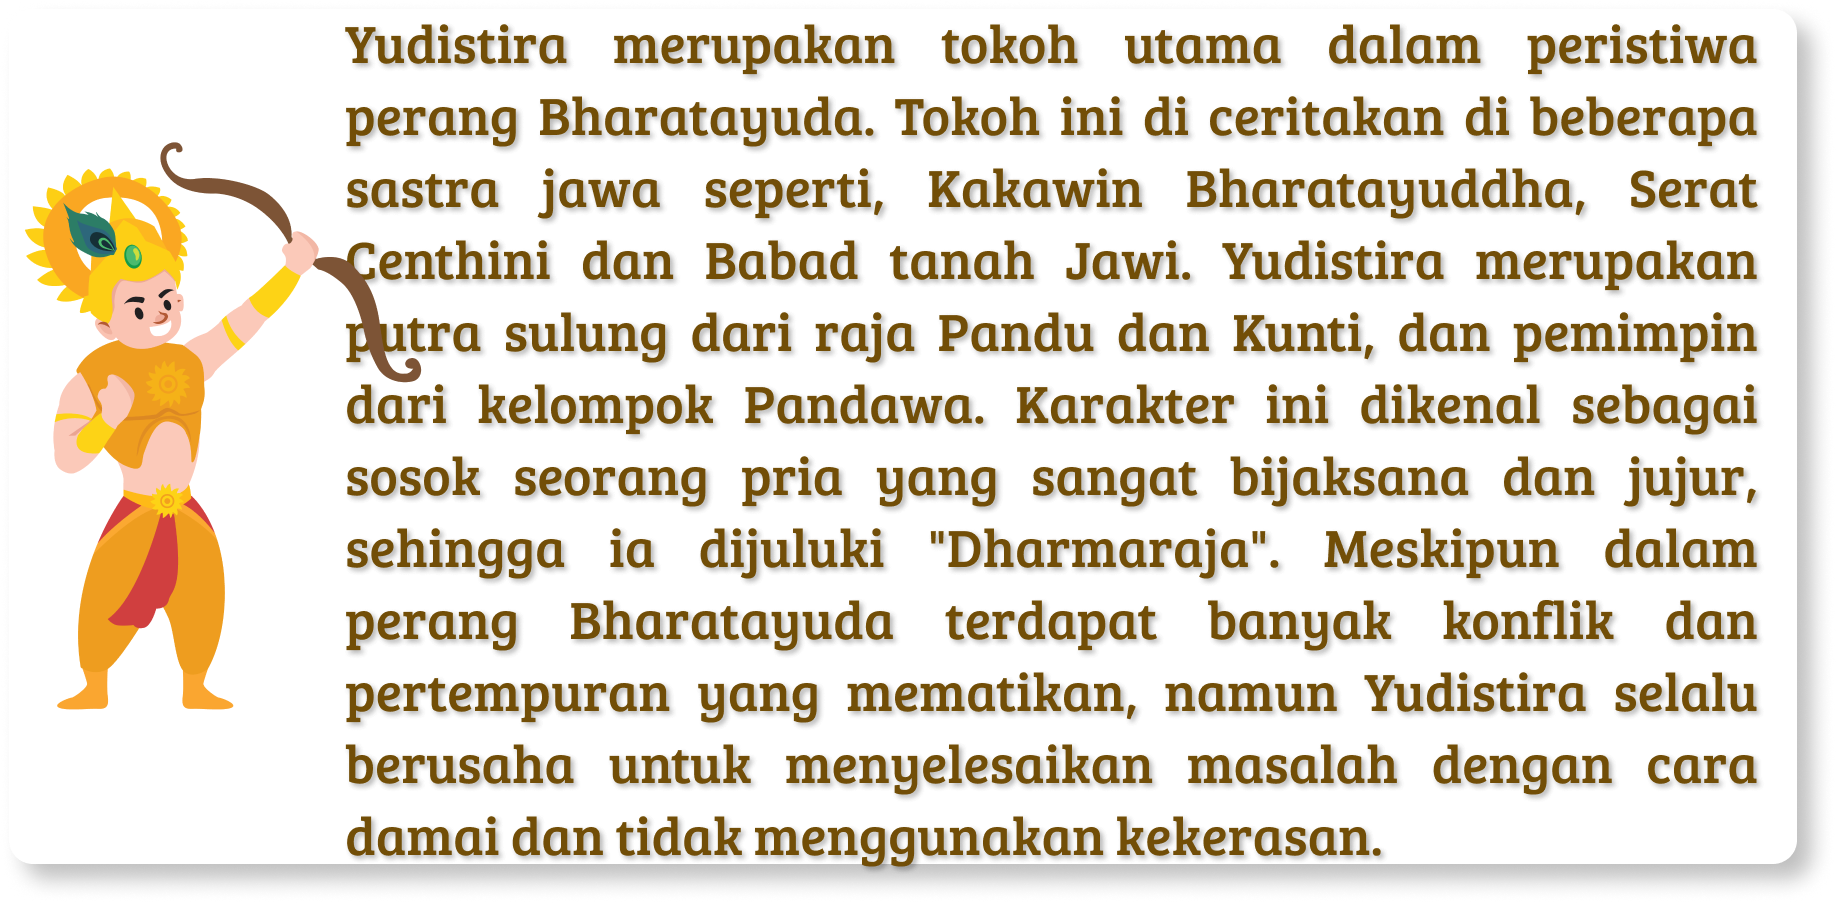 Yudistira merupakan tokoh utama dalam peristiwa
perang Bharatayuda. Tokoh ini di ceritakan di beberapa
sastra jawa seperti, Kakawin Bharatayuddha, Serat
Centhini dan Babad tanah Jawi. Yudistira merupakan
putra sulung dari raja Pandu dan Kunti, dan pemimpin
dari kelompok Pandawa. Karakter ini dikenal sebagai
sosok seorang pria yang sangat bijaksana dan jujur,
sehingga ia dijuluki "Dharmaraja". Meskipun dalam
perang Bharatayuda terdapat banyak konflik dan
pertempuran yang mematikan, namun Yudistira selalu
berusaha untuk menyelesaikan masalah dengan cara
damai dan tidak menggunakan kekerasan.